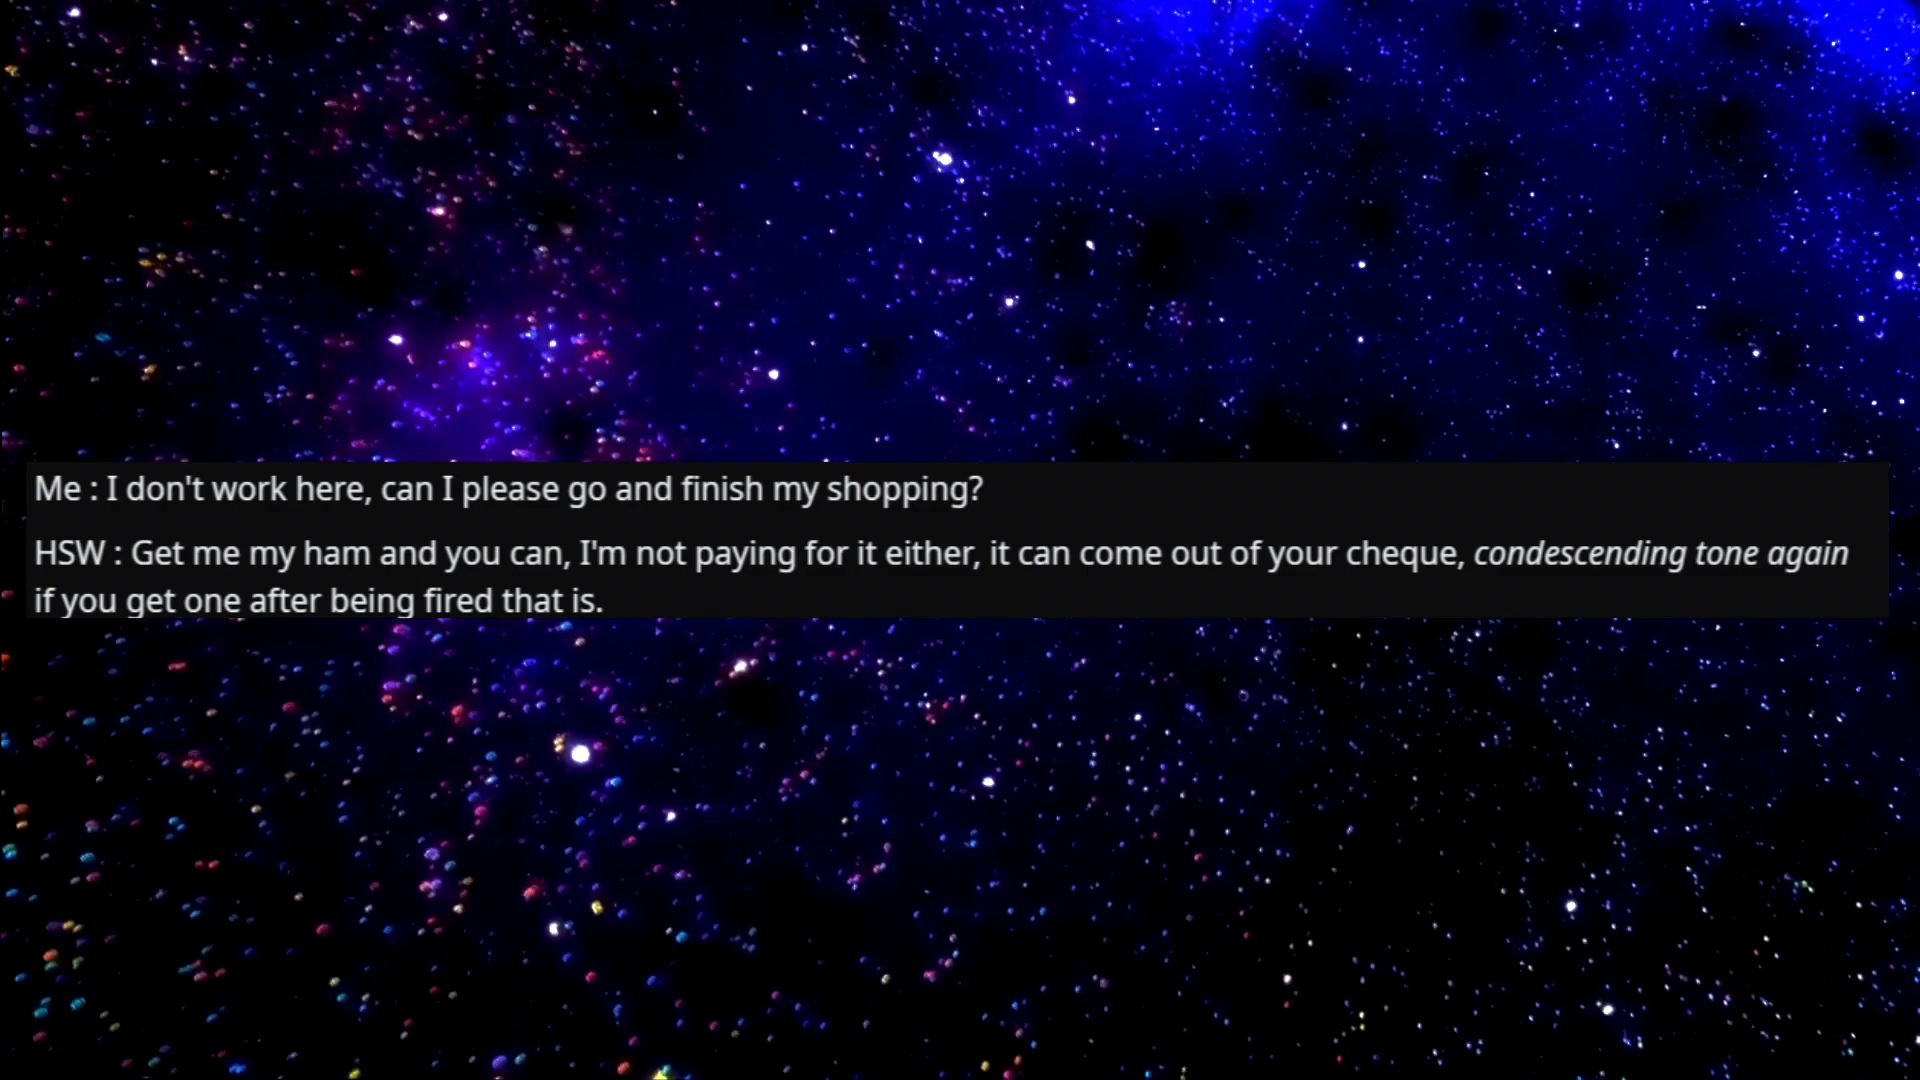 Me : I don't work here, can I please go and finish my shopping?
HSW : Get me my ham and you can, I'm not paying for it either, it can come out of your cheque, condescending tone again
if you get one after being fired that is.